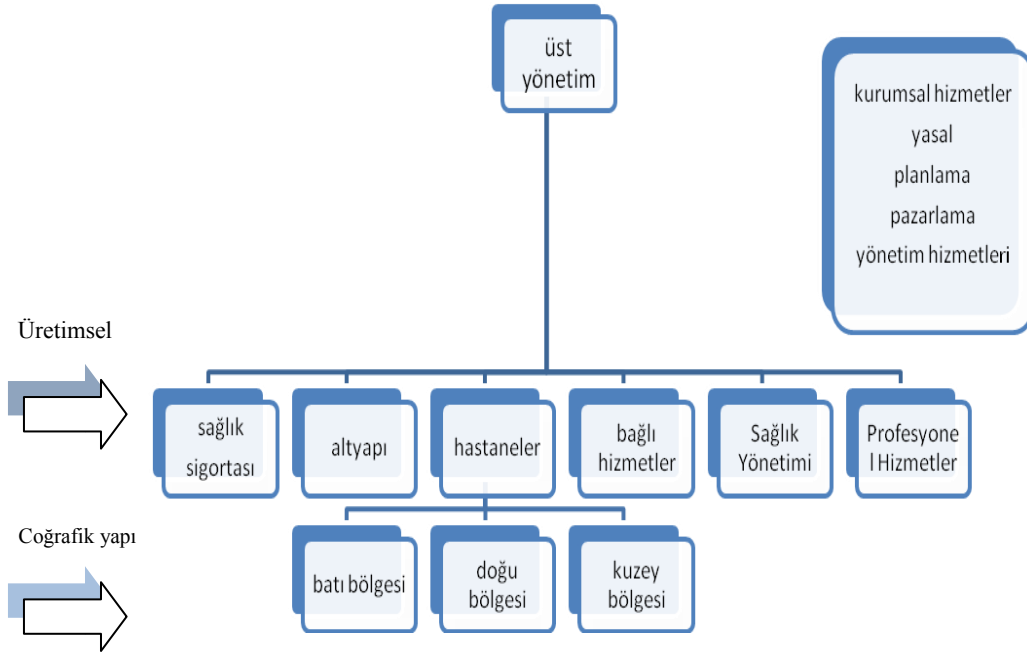 üst
yönetim
kurumsal hizmetler
yasal
planlama
pazarlama
yönetim hizmetleri
Üretimsel
sağlık
sigortası
altyapı
hastaneler
bağlı
hizmetler
Sağlık
Yönetimi
Profesyone
l Hizmetler
Coğrafik yapı
batı bölgesi
doğu
bölgesi
kuzey
bölgesi